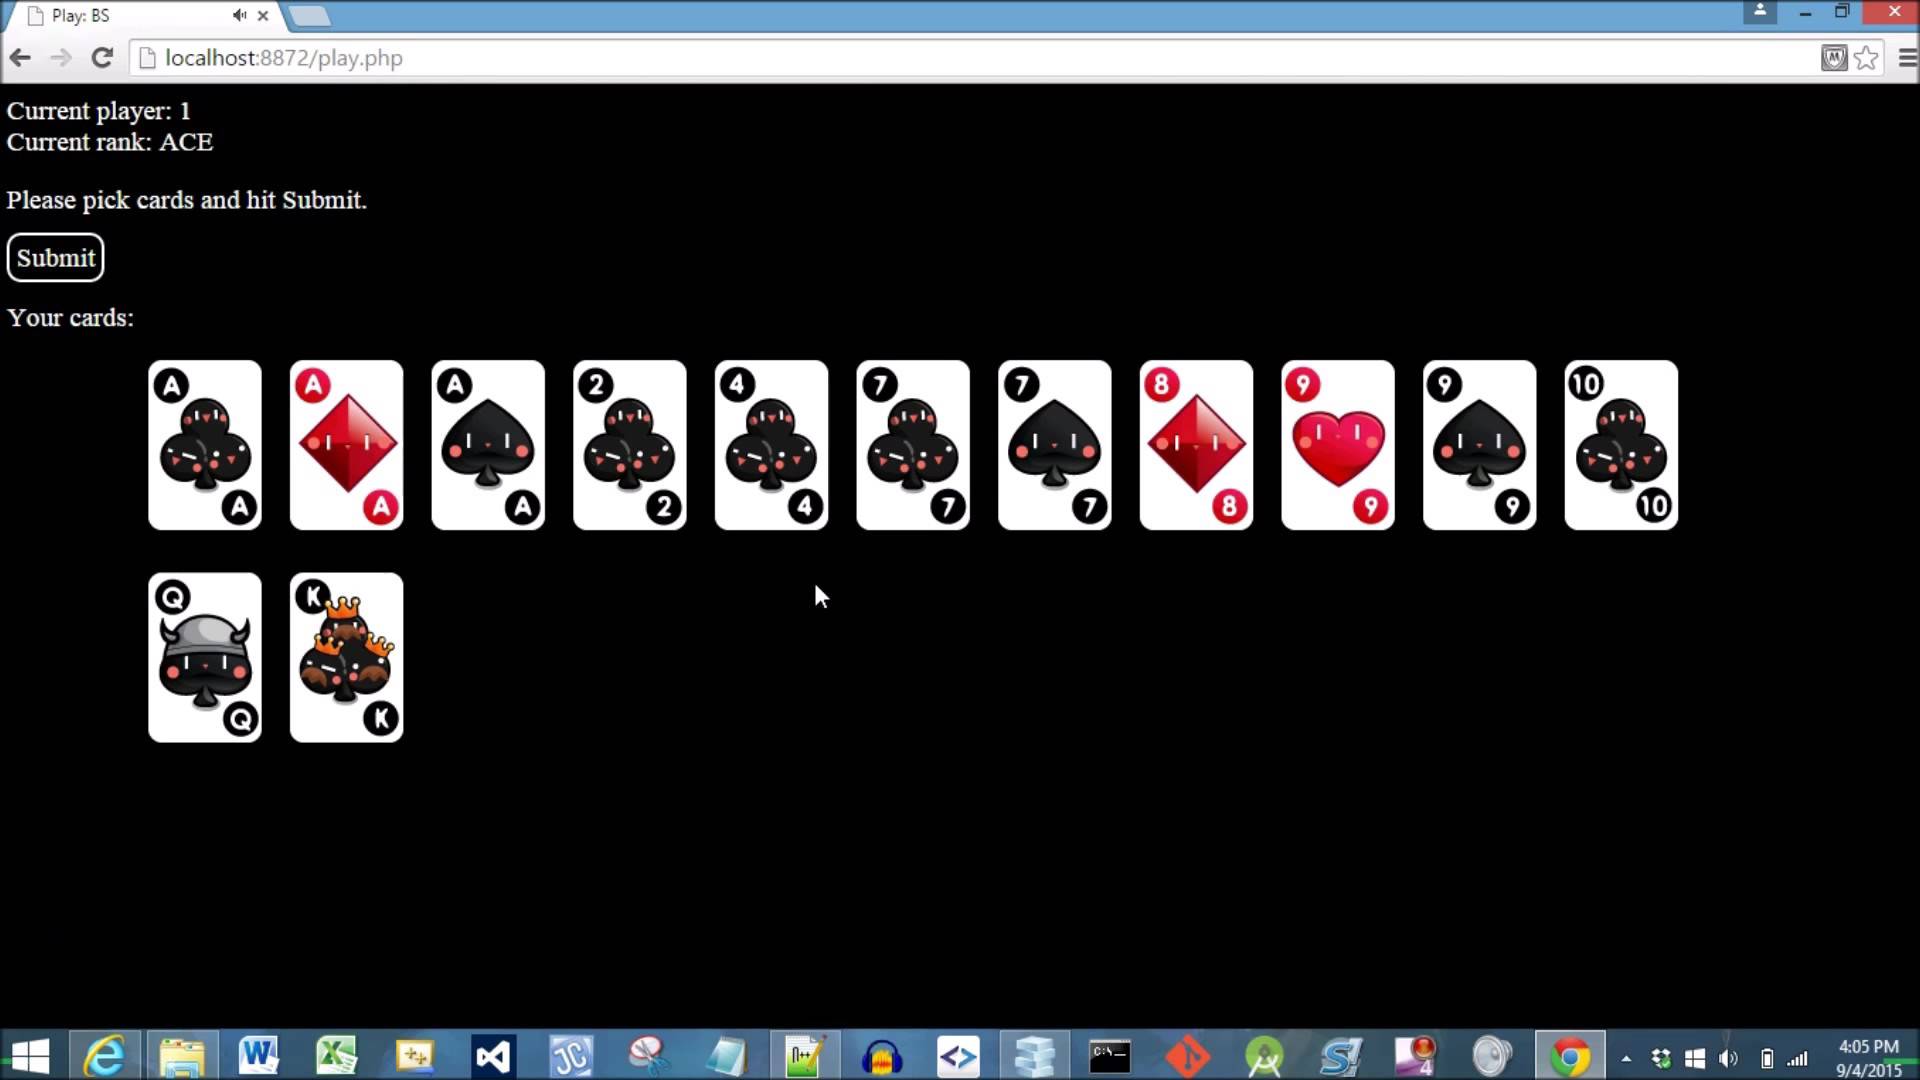 Play: BS
localhost:8872/play.php
Current player: 1
Current rank: ACE
Please pick cards and hit Submit.
Submit
Your cards:
A A A 2 4 7 7 8 9 9 10
A A A 2 4 7 7 8 9 9 10
Q K
Q K
4:05 PM
9/4/2015